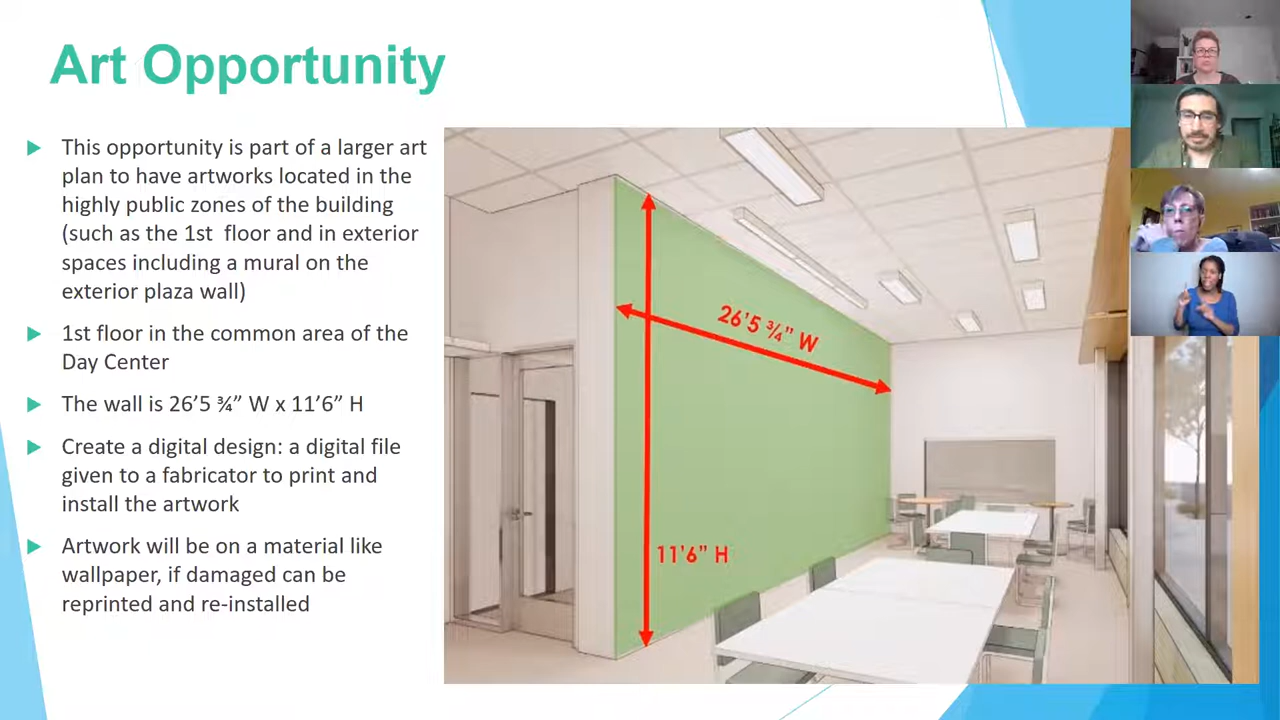 Art Opportunity
This opportunity is part of a larger art
plan to have artworks located in the
highly public zones of the building
(such as the 1st  floor and in exterior
spaces including a mural on the
exterior plaza wall)
1st floor in the common area of the
Day Center
The wall is 26’5 ¾” W x 11’6” H
Create a digital design: a digital file
given to a fabricator to print and
install the artwork
Artwork will be on a material like
wallpaper, if damaged can be
reprinted and re-installed
26’5 ¾” W
11’6” H